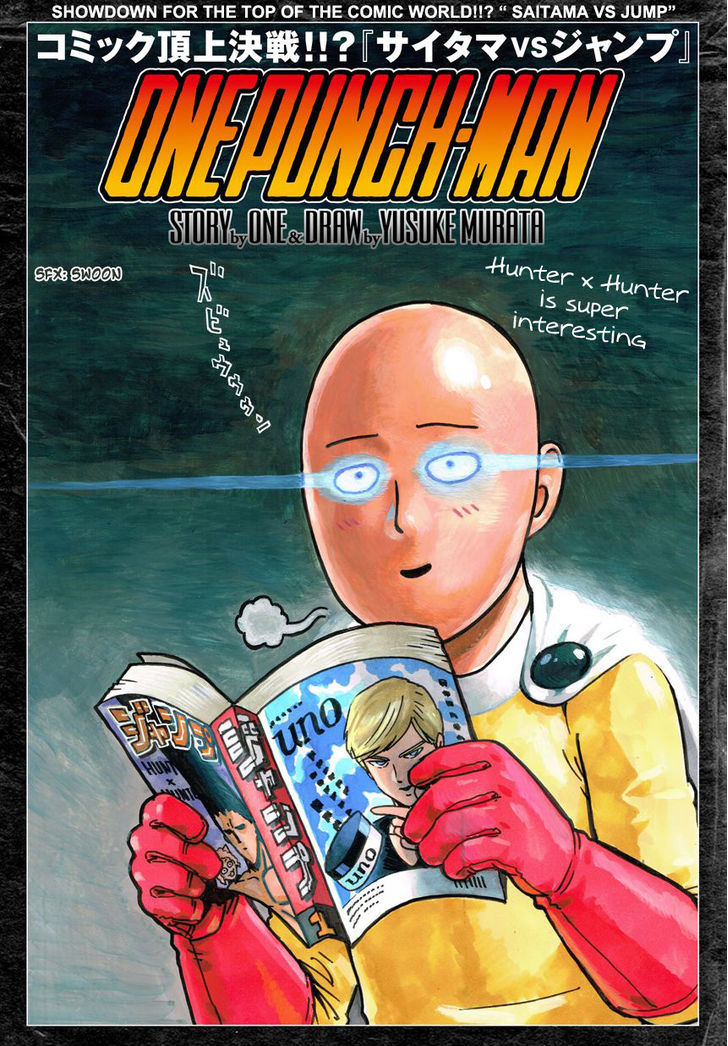 SHOWDOWN FOR THE TOP OF THE COMIC WORLD!!? “ SAITAMA VS JUMP”
コミック頂上決戦!!?『サイタマVSジャンプ』
ONEPUNCH-MAN
STORY by ONE & DRAW by YUSUKE MURATA
SFX: SWOON
ズビュウウウン
Hunter x Hunter
is super
interesting
ジャンプ
HUNTER
x
HUNTER
uno
uno